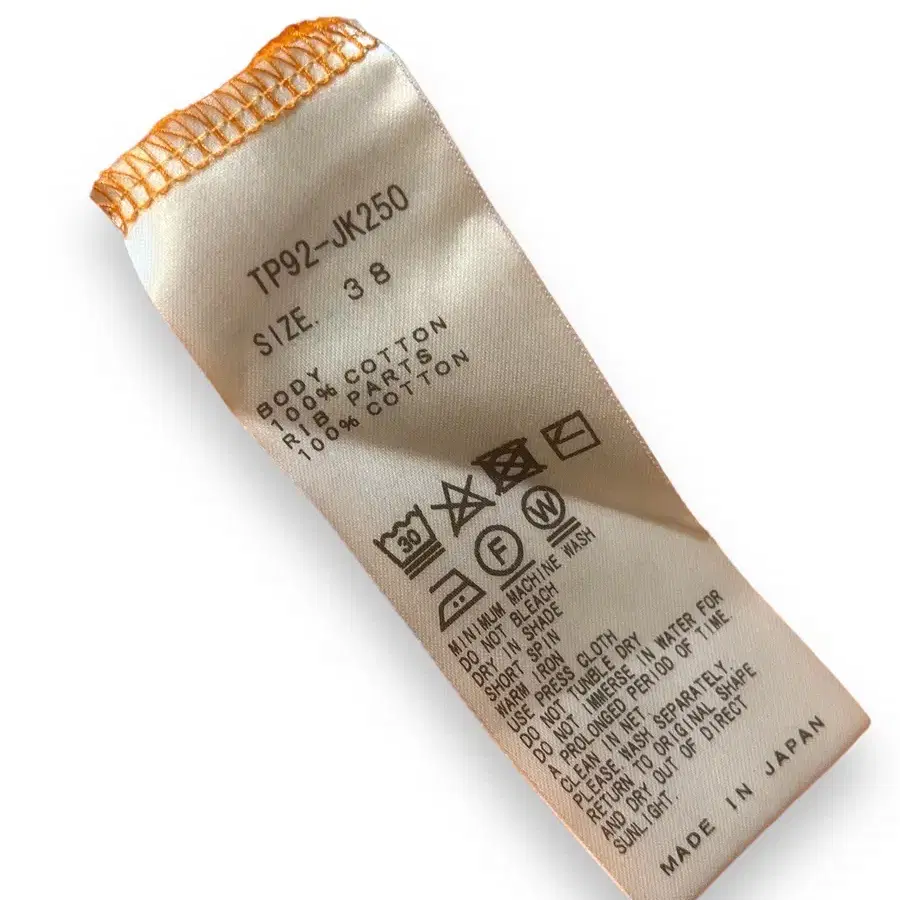 TP92-JK250
SIZE. 38
BODY
100% COTTON
RIB PARTS
100% COTTON
30
F W
MINIMUM MACHINE WASH
DO NOT BLEACH
DRY IN SHADE
SHORT SPIN
WARM IRON
USE PRESS CLOTH
DO NOT TUNBLE DRY
DO NOT IMMERSE IN WATER FOR
A PROLONGED PERIOD OF TIME
CLEAN IN NET
PLEASE.WASH SEPARATELY.
RETURN TO ORIGINAL SHAPE
AND DRY OUT OF DIRECT
SUNLIGHT.
MADE IN JAPAN